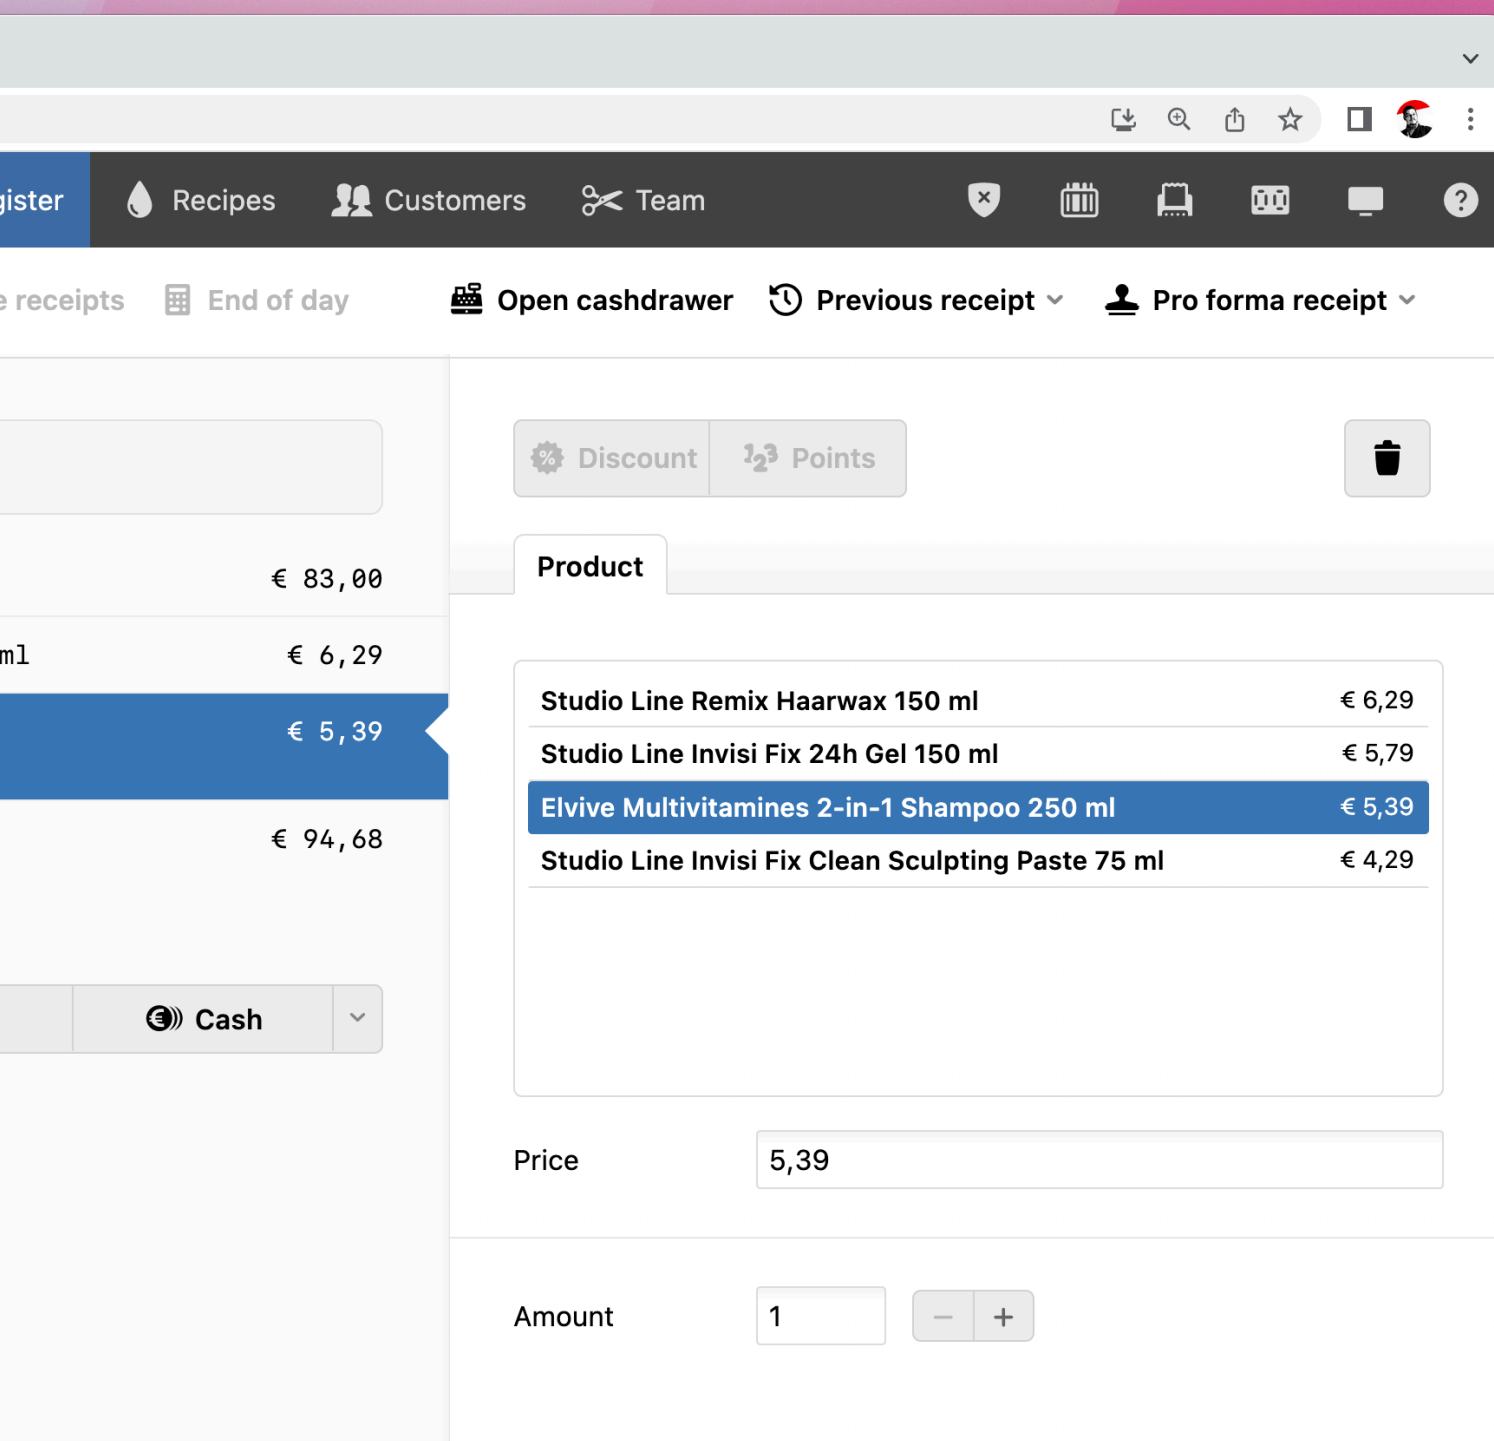 gister
Recipes
Customers
Team
e receipts
End of day
Open cashdrawer
Previous receipt
Pro forma receipt
Discount
Points
€ 83,00
ml € 6,29
€ 5,39
€ 94,68
Cash
Product
Studio Line Remix Haarwax 150 ml € 6,29
Studio Line Invisi Fix 24h Gel 150 ml € 5,79
Elvive Multivitamines 2-in-1 Shampoo 250 ml € 5,39
Studio Line Invisi Fix Clean Sculpting Paste 75 ml € 4,29
Price 5,39
Amount 1